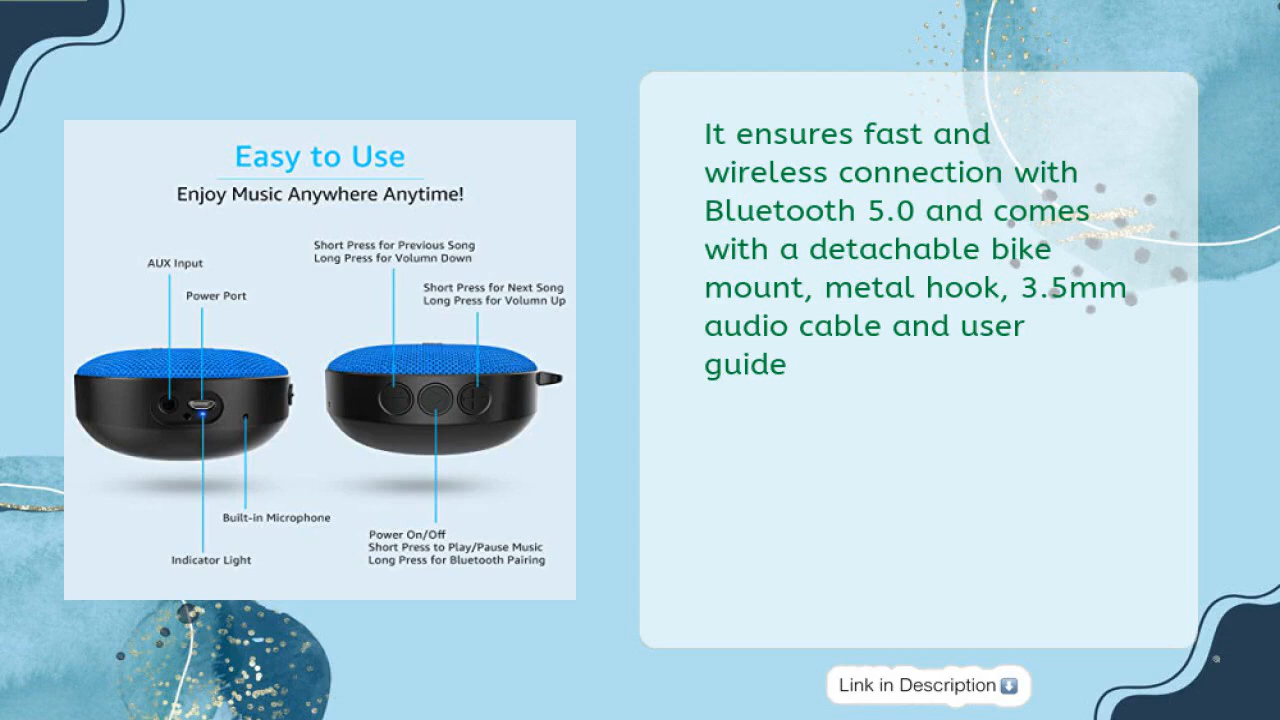 Easy to Use
Enjoy Music Anywhere Anytime!
AUX Input
Power Port
Short Press for Previous Song
Long Press for Volumn Down
Short Press for Next Song
Long Press for Volumn Up
Built-in Microphone
Indicator Light
Power On/Off
Short Press to Play/Pause Music
Long Press for Bluetooth Pairing
It ensures fast and
wireless connection with
Bluetooth 5.0 and comes
with a detachable bike
mount, metal hook, 3.5mm
audio cable and user
guide
Link in Description⬇️